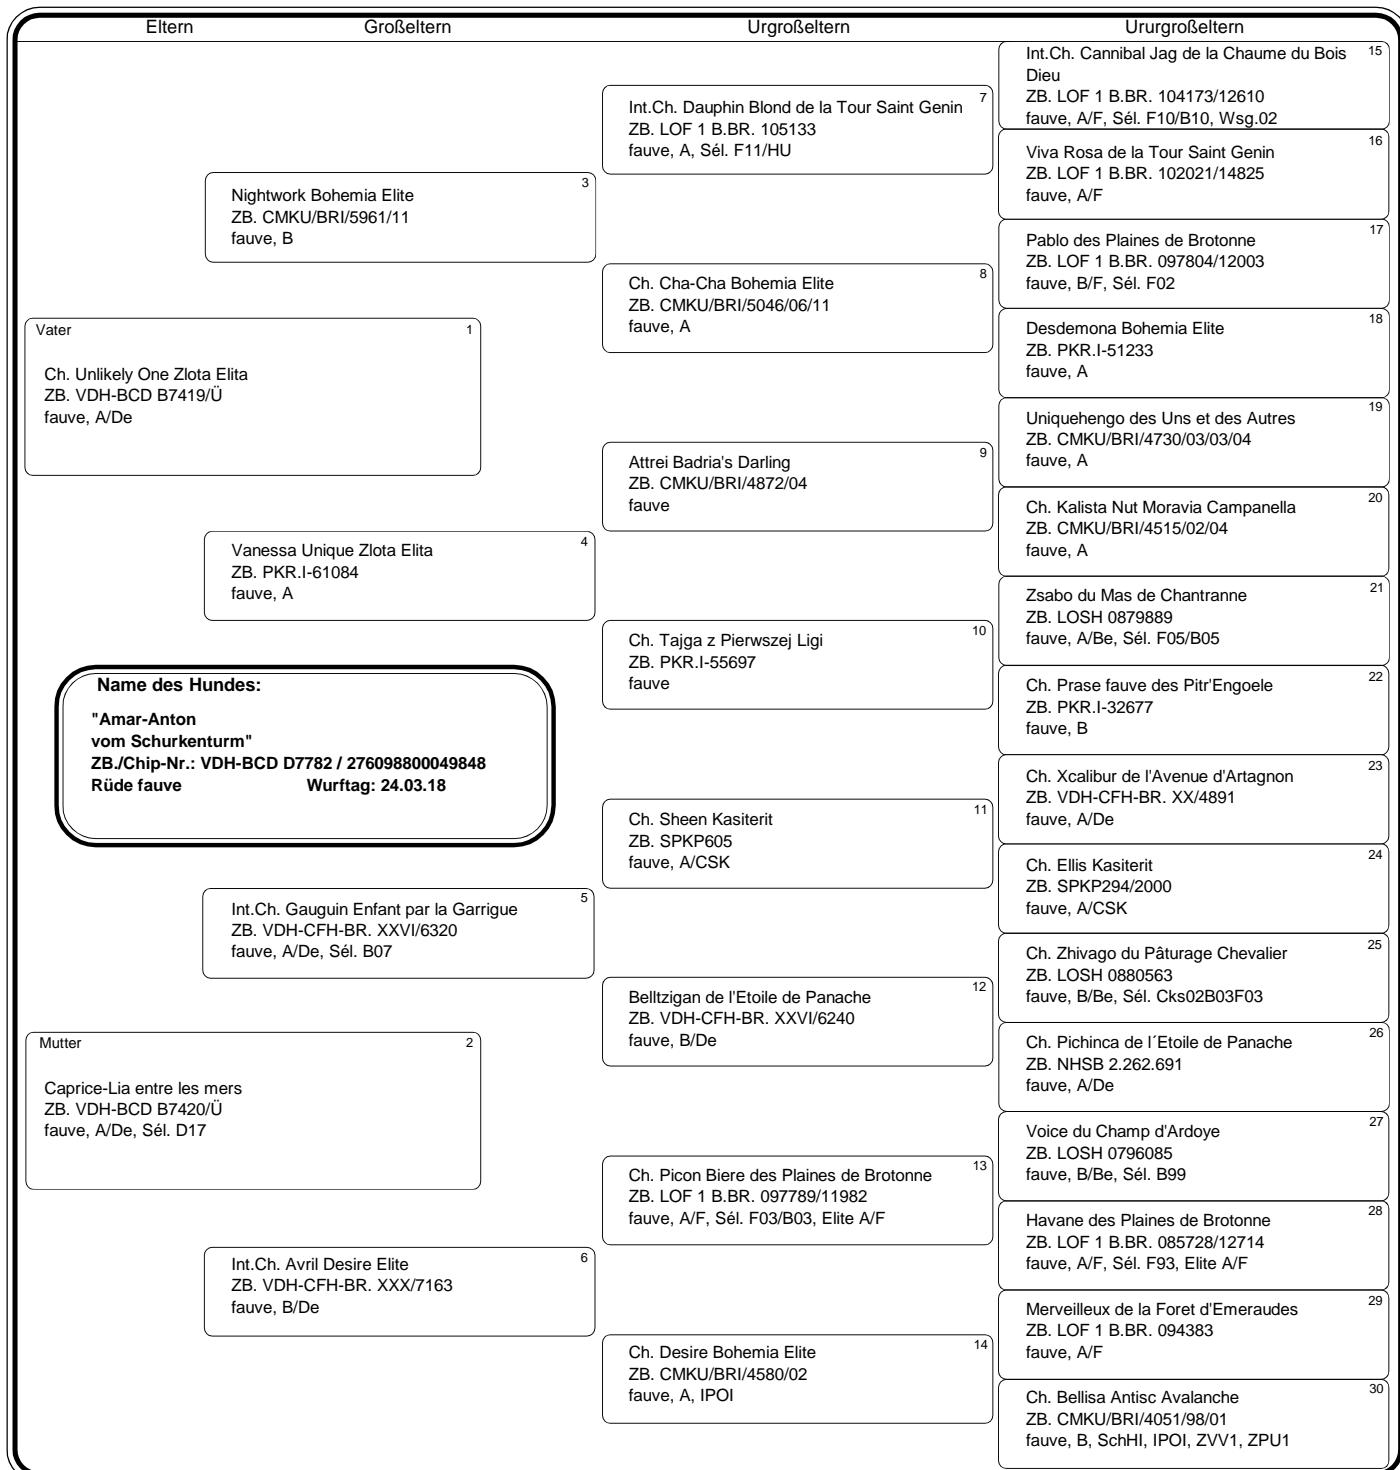 Eltern
Großeltern
Urgroßeltern
Ururgroßeltern
Vater 1
Ch. Unlikely One Zlota Elita
ZB. VDH-BCD B7419/Ü
fauve, A/De
Name des Hundes:
"Amar-Anton
vom Schurkenturm"
ZB./Chip-Nr.: VDH-BCD D7782 / 276098800049848
Rüde fauve Wurftag: 24.03.18
Mutter 2
Caprice-Lia entre les mers
ZB. VDH-BCD B7420/Ü
fauve, A/De, Sél. D17
3
Nightwork Bohemia Elite
ZB. CMKU/BRI/5961/11
fauve, B
4
Vanessa Unique Zlota Elita
ZB. PKR.I-61084
fauve, A
5
Int.Ch. Gauguin Enfant par la Garrigue
ZB. VDH-CFH-BR. XXVI/6320
fauve, A/De, Sél. B07
6
Int.Ch. Avril Desire Elite
ZB. VDH-CFH-BR. XXX/7163
fauve, B/De
7
Int.Ch. Dauphin Blond de la Tour Saint Genin
ZB. LOF 1 B.BR. 105133
fauve, A, Sél. F11/HU
8
Ch. Cha-Cha Bohemia Elite
ZB. CMKU/BRI/5046/06/11
fauve, A
9
Attrei Badria's Darling
ZB. CMKU/BRI/4872/04
fauve
10
Ch. Tajga z Pierwszej Ligi
ZB. PKR.I-55697
fauve
11
Ch. Sheen Kasiterit
ZB. SPKP605
fauve, A/CSK
12
Belltzigan de l'Etoile de Panache
ZB. VDH-CFH-BR. XXVI/6240
fauve, B/De
13
Ch. Picon Biere des Plaines de Brotonne
ZB. LOF 1 B.BR. 097789/11982
fauve, A/F, Sél. F03/B03, Elite A/F
14
Ch. Desire Bohemia Elite
ZB. CMKU/BRI/4580/02
fauve, A, IPOI
15
Int.Ch. Cannibal Jag de la Chaume du Bois
Dieu
ZB. LOF 1 B.BR. 104173/12610
fauve, A/F, Sél. F10/B10, Wsg.02
16
Viva Rosa de la Tour Saint Genin
ZB. LOF 1 B.BR. 102021/14825
fauve, A/F
17
Pablo des Plaines de Brotonne
ZB. LOF 1 B.BR. 097804/12003
fauve, B/F, Sél. F02
18
Desdemona Bohemia Elite
ZB. PKR.I-51233
fauve, A
19
Uniquehengo des Uns et des Autres
ZB. CMKU/BRI/4730/03/03/04
fauve, A
20
Ch. Kalista Nut Moravia Campanella
ZB. CMKU/BRI/4515/02/04
fauve, A
21
Zsabo du Mas de Chantranne
ZB. LOSH 0879889
fauve, A/Be, Sél. F05/B05
22
Ch. Prase fauve des Pitr'Engoele
ZB. PKR.I-32677
fauve, B
23
Ch. Xcalibur de l'Avenue d'Artagnon
ZB. VDH-CFH-BR. XX/4891
fauve, A/De
24
Ch. Ellis Kasiterit
ZB. SPKP294/2000
fauve, A/CSK
25
Ch. Zhivago du Pâturage Chevalier
ZB. LOSH 0880563
fauve, B/Be, Sél. Cks02B03F03
26
Ch. Pichinca de l´Etoile de Panache
ZB. NHSB 2.262.691
fauve, A/De
27
Voice du Champ d'Ardoye
ZB. LOSH 0796085
fauve, B/Be, Sél. B99
28
Havane des Plaines de Brotonne
ZB. LOF 1 B.BR. 085728/12714
fauve, A/F, Sél. F93, Elite A/F
29
Merveilleux de la Foret d'Emeraudes
ZB. LOF 1 B.BR. 094383
fauve, A/F
30
Ch. Bellisa Antisc Avalanche
ZB. CMKU/BRI/4051/98/01
fauve, B, SchHI, IPOI, ZVV1, ZPU1